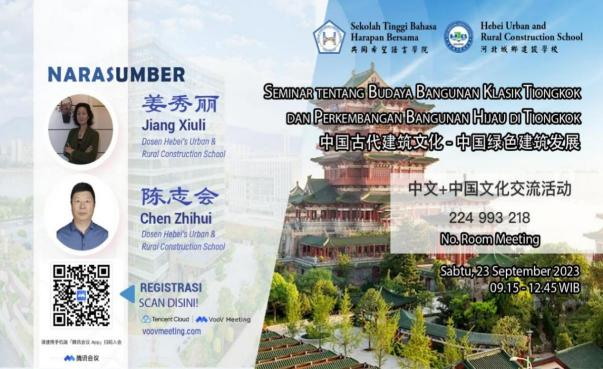 Sekolah Tinggi Bahasa
Harapan Bersama
共同希望语言學院
Hebei Urban and
Rural Construction School
河北城鄉建設學校
NARASUMBER
姜秀丽
Jiang Xiuli
Dosen Hebei's Urban &
Rural Construction School
陈志会
Chen Zhihui
Dosen Hebei's Urban &
Rural Construction School
REGISTRASI
SCAN DISINI!
Tencent Cloud | VooV Meeting
voovmeeting.com
请使用手机端「腾讯会议 App」扫码入会
腾讯会议
SEMINAR TENTANG BUDAYA BANGUNAN KLASIK TIONGKOK
DAN PERKEMBANGAN BANGUNAN HIJAU DI TIONGKOK
中国古代建筑文化 - 中国绿色建筑发展
中文+中国文化交流活动
224 993 218
No. Room Meeting
Sabtu, 23 September 2023
09.15 - 12.45 WIB